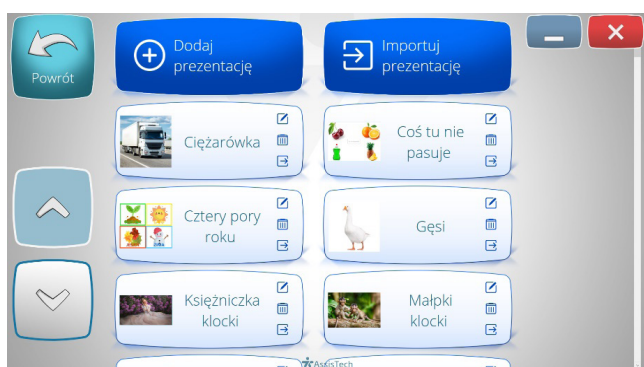 Powrót
Dodaj
prezentację
Importuj
prezentację
Ciężarówka
Coś tu nie
pasuje
Cztery pory
roku
Gęsi
Księżniczka
klocki
Małpki
klocki
AssisTech